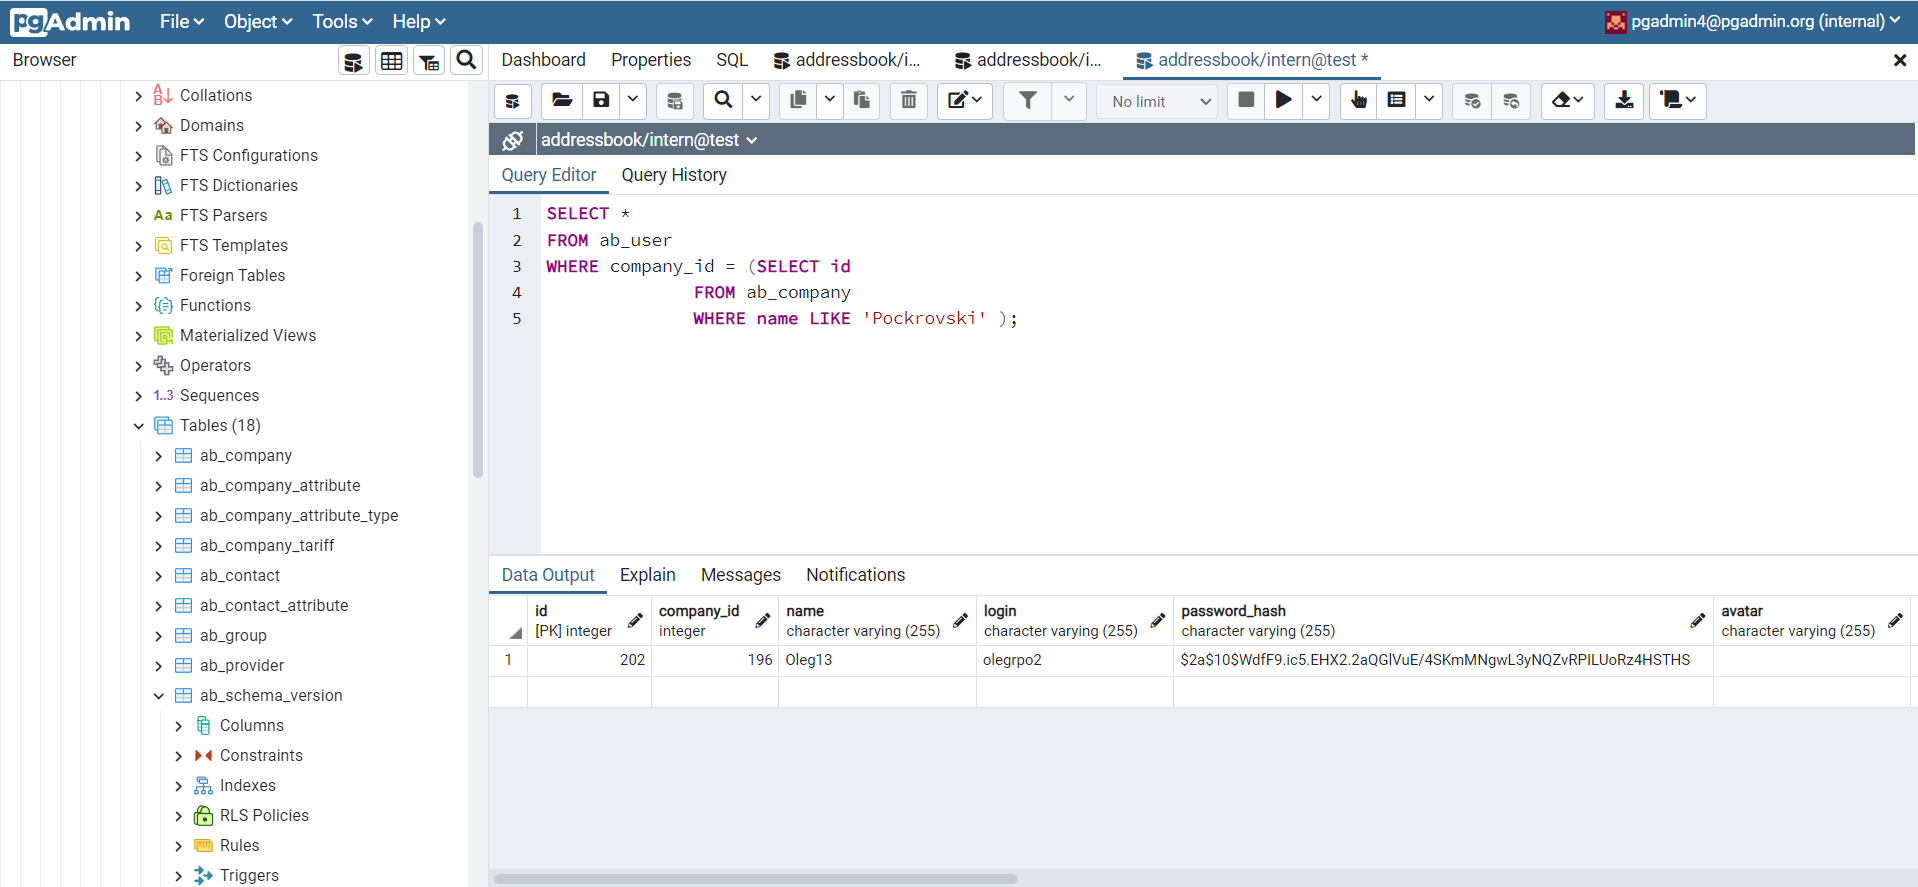 pgAdmin File Object Tools Help pgadmin4@pgadmin.org (internal)
Browser
Dashboard Properties SQL addressbook/i... addressbook/i... addressbook/intern@test *
No limit
addressbook/intern@test
Query Editor Query History
1 SELECT *
2 FROM ab_user
3 WHERE company_id = (SELECT id
4 FROM ab_company
5 WHERE name LIKE 'Pockrovski' );
Collations
Domains
FTS Configurations
FTS Dictionaries
Aa FTS Parsers
FTS Templates
Foreign Tables
Functions
Materialized Views
Operators
1..3 Sequences
Tables (18)
ab_company
ab_company_attribute
ab_company_attribute_type
ab_company_tariff
ab_contact
ab_contact_attribute
ab_group
ab_provider
ab_schema_version
Columns
Constraints
Indexes
RLS Policies
Rules
Triggers
Data Output Explain Messages Notifications
id company_id name login password_hash avatar
[PK] integer integer character varying (255) character varying (255) character varying (255) character varying (255)
1 202 196 Oleg13 olegrpo2 $2a$10$WdfF9.ic5.EHX2.2aQGlVuE/4SKmMNgwL3yNQZvRPILUoRz4HSTHS